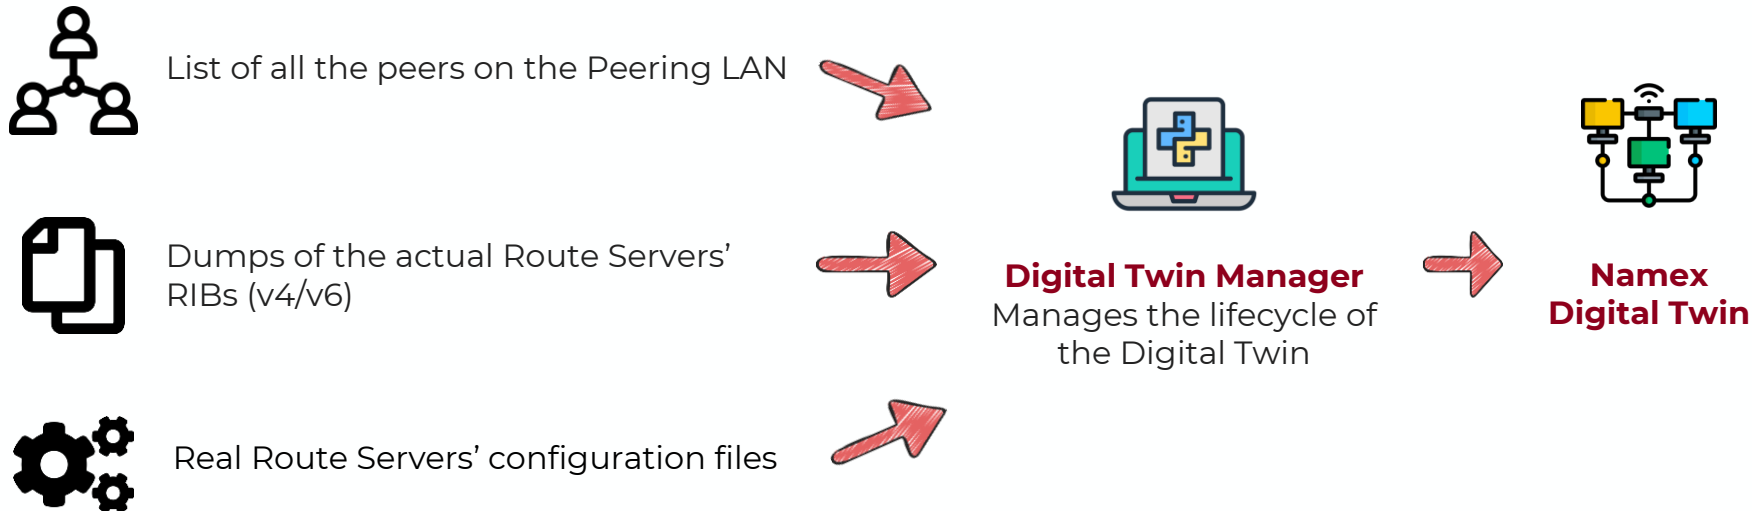 List of all the peers on the Peering LAN
Dumps of the actual Route Servers’
RIBs (v4/v6)
Real Route Servers’ configuration files
Digital Twin Manager
Manages the lifecycle of
the Digital Twin
Namex
Digital Twin